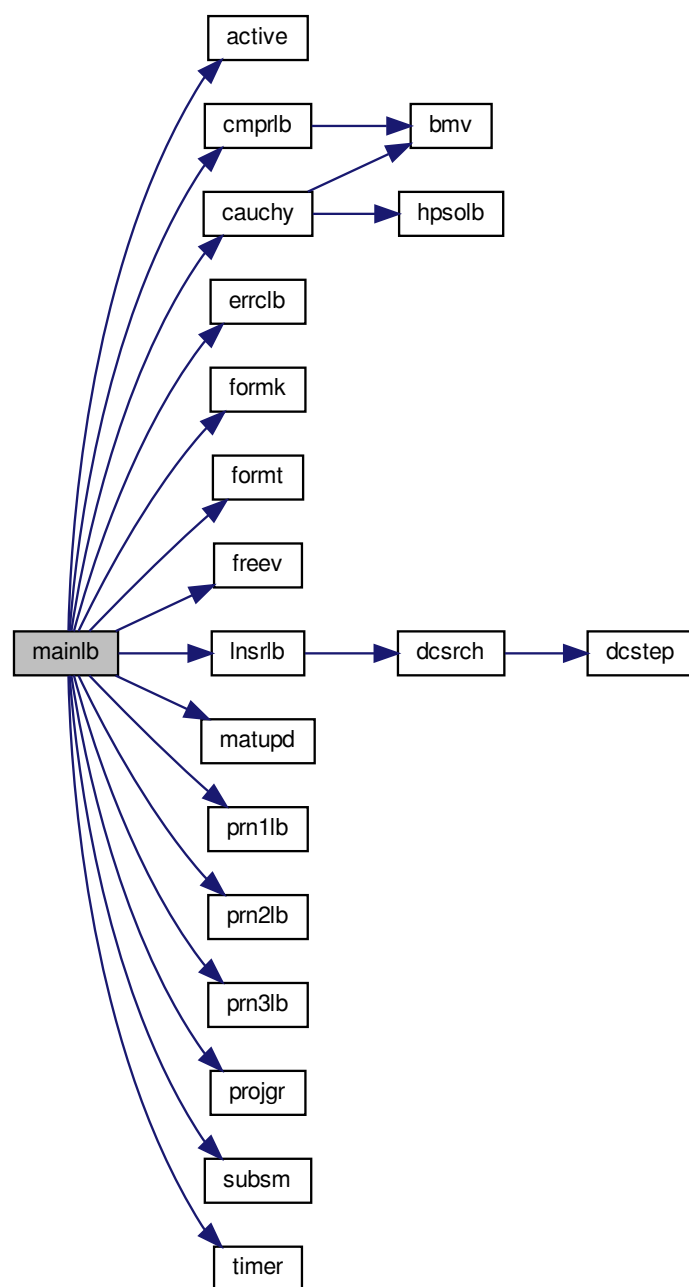 active
cmprlb
bmv
cauchy
hpsolb
errclb
formk
formt
freev
mainlb
lnsrlb
dcsrch
dcstep
matupd
prn1lb
prn2lb
prn3lb
projgr
subsm
timer